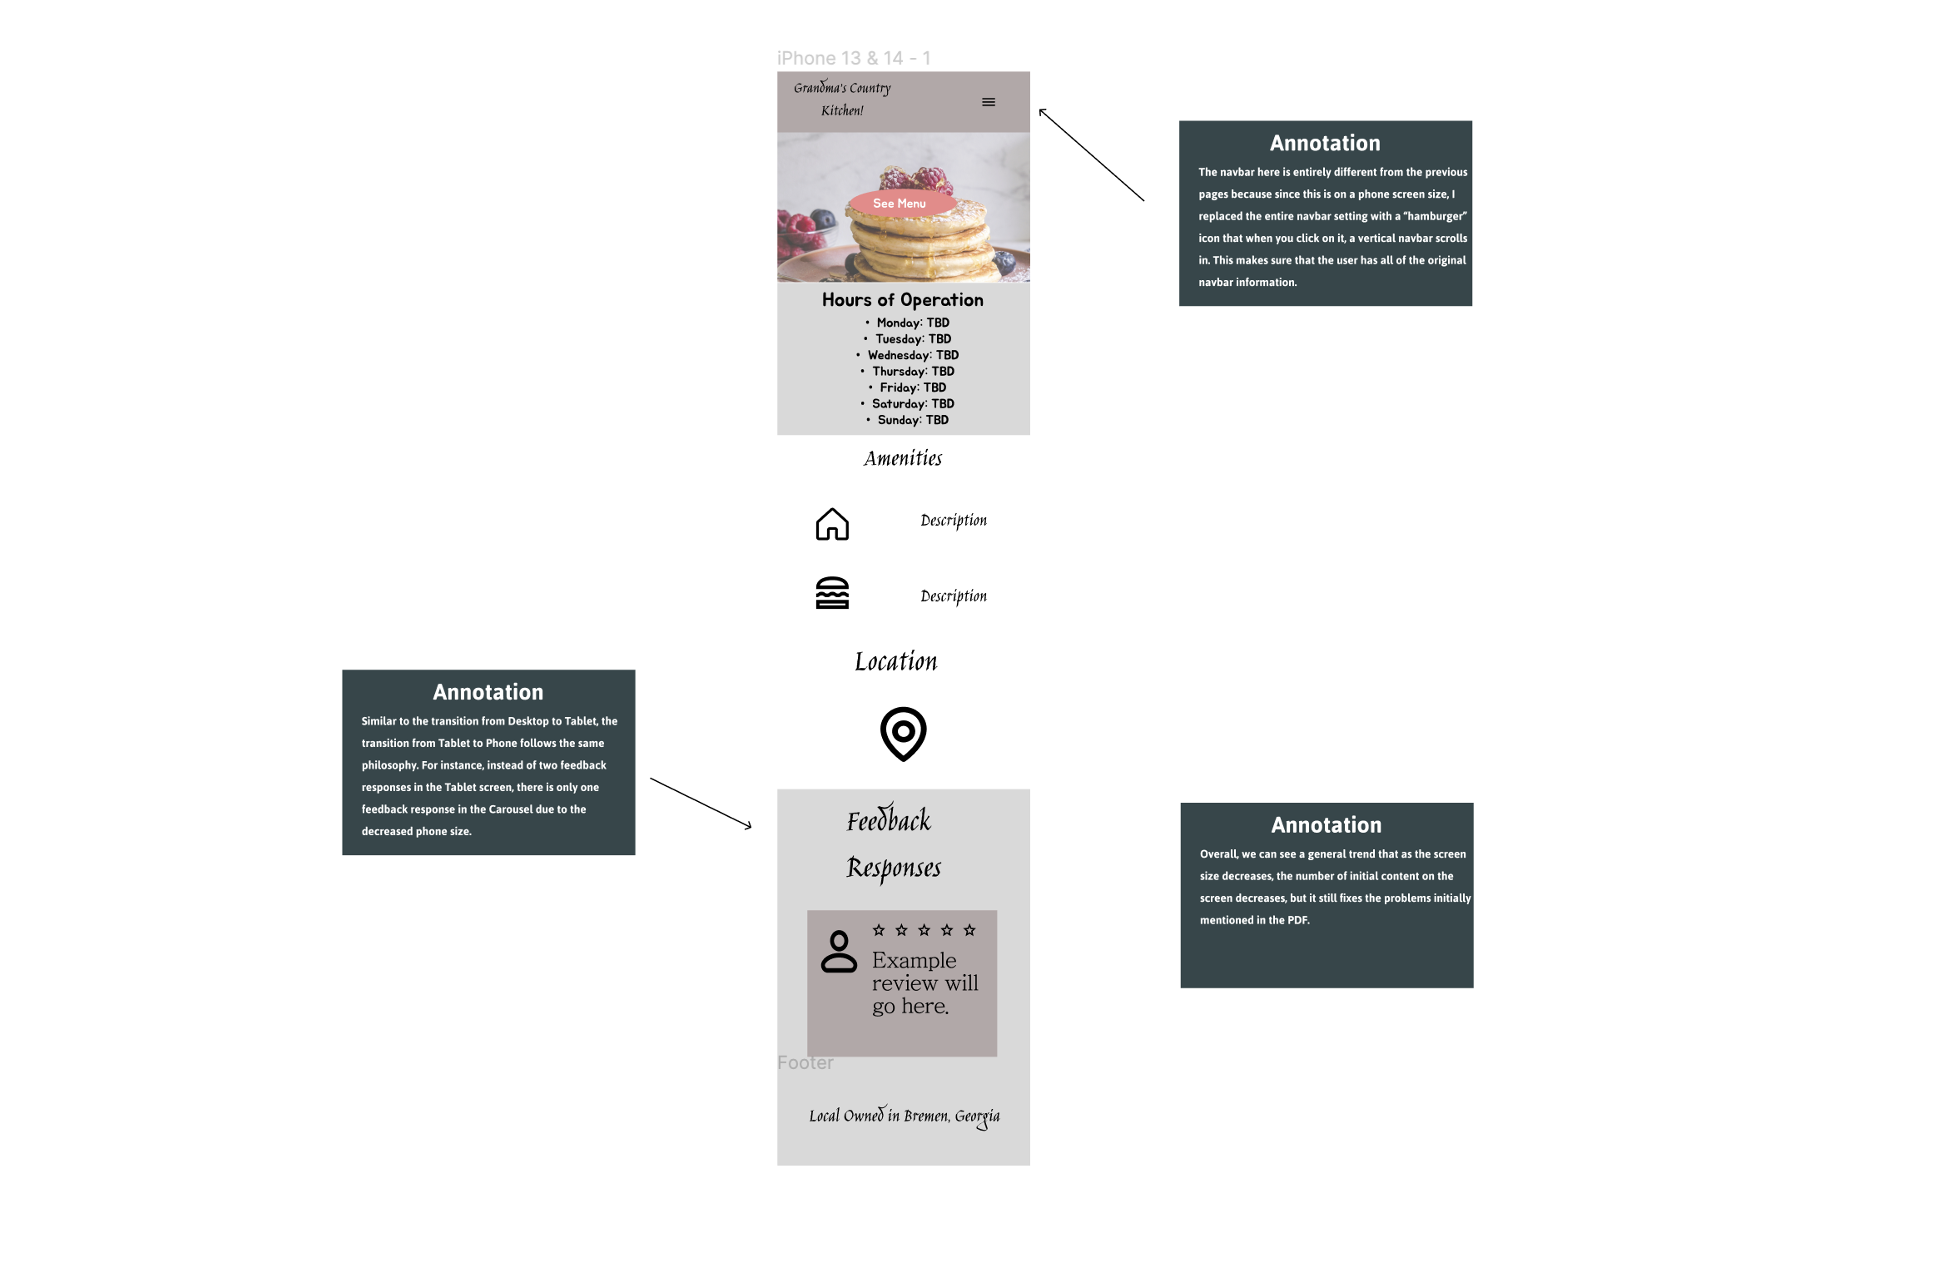 iPhone 13 & 14 - 1
Grandma's Country
Kitchen!
See Menu
Hours of Operation
• Monday: TBD
• Tuesday: TBD
• Wednesday: TBD
• Thursday: TBD
• Friday: TBD
• Saturday: TBD
• Sunday: TBD
Amenities
Description
Description
Location
Feedback
Responses
Example
review will
go here.
Footer
Local Owned in Bremen, Georgia
Annotation
The navbar here is entirely different from the previous
pages because since this is on a phone screen size, I
replaced the entire navbar setting with a "hamburger"
icon that when you click on it, a vertical navbar scrolls
in. This makes sure that the user has all of the original
navbar information.
Annotation
Similar to the transition from Desktop to Tablet, the
transition from Tablet to Phone follows the same
philosophy. For instance, instead of two feedback
responses in the Tablet screen, there is only one
feedback response in the Carousel due to the
decreased phone size.
Annotation
Overall, we can see a general trend that as the screen
size decreases, the number of initial content on the
screen decreases, but it still fixes the problems initially
mentioned in the PDF.